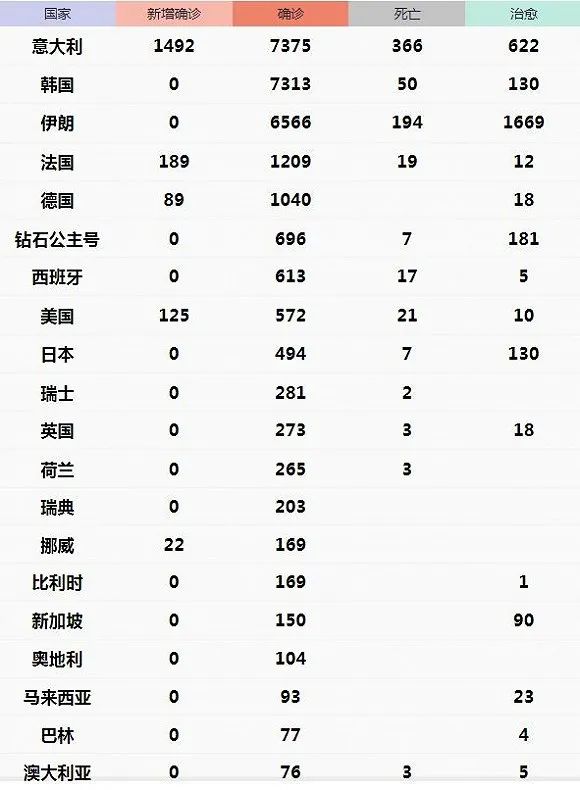 国家 新增确诊 确诊 死亡 治愈
意大利 1492 7375 366 622
韩国 0 7313 50 130
伊朗 0 6566 194 1669
法国 189 1209 19 12
德国 89 1040 18
钻石公主号 0 696 7 181
西班牙 0 613 17 5
美国 125 572 21 10
日本 0 494 7 130
瑞士 0 281 2
英国 0 273 3 18
荷兰 0 265 3
瑞典 0 203
挪威 22 169
比利时 0 169 1
新加坡 0 150 90
奥地利 0 104
马来西亚 0 93 23
巴林 0 77 4
澳大利亚 0 76 3 5